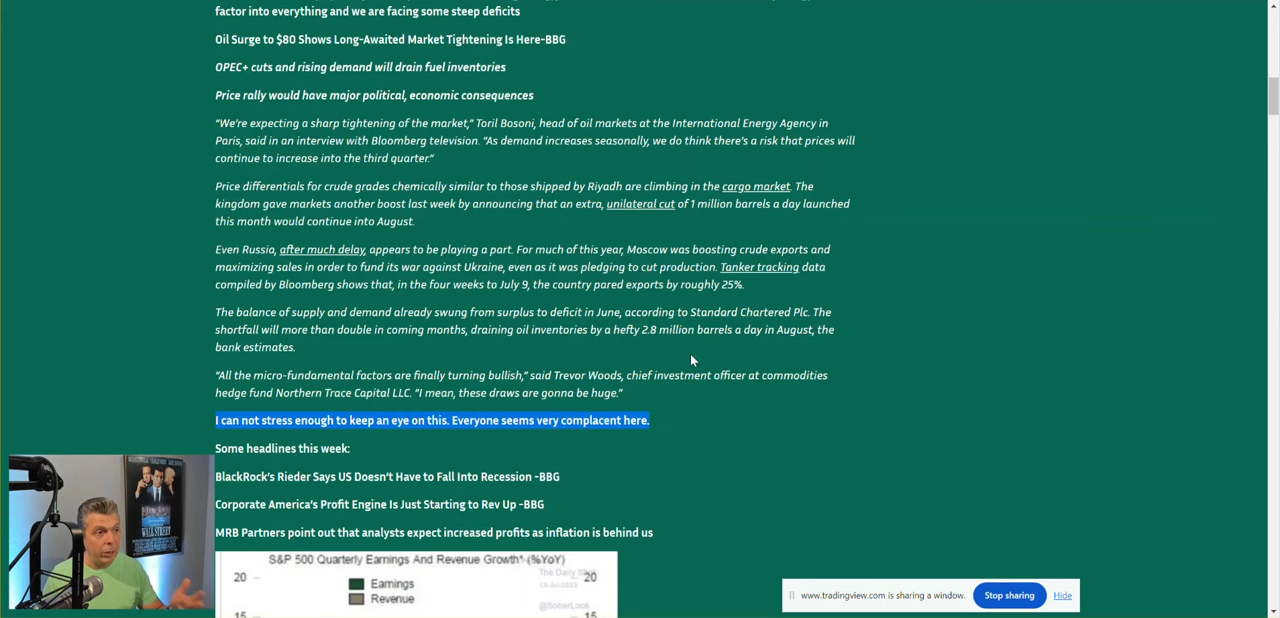 factor into everything and we are facing some steep deficits
Oil Surge to $80 Shows Long-Awaited Market Tightening Is Here-BBG
OPEC+ cuts and rising demand will drain fuel inventories
Price rally would have major political, economic consequences
“We’re expecting a sharp tightening of the market,” Toril Bosoni, head of oil markets at the International Energy Agency in
Paris, said in an interview with Bloomberg television. “As demand increases seasonally, we do think there’s a risk that prices will
continue to increase into the third quarter.”
Price differentials for crude grades chemically similar to those shipped by Riyadh are climbing in the cargo market. The
kingdom gave markets another boost last week by announcing that an extra, unilateral cut of 1 million barrels a day launched
this month would continue into August.
Even Russia, after much delay, appears to be playing a part. For much of this year, Moscow was boosting crude exports and
maximizing sales in order to fund its war against Ukraine, even as it was pledging to cut production. Tanker tracking data
compiled by Bloomberg shows that, in the four weeks to July 9, the country pared exports by roughly 25%.
The balance of supply and demand already swung from surplus to deficit in June, according to Standard Chartered Plc. The
shortfall will more than double in coming months, draining oil inventories by a hefty 2.8 million barrels a day in August, the
bank estimates.
“All the micro-fundamental factors are finally turning bullish,” said Trevor Woods, chief investment officer at commodities
hedge fund Northern Trace Capital LLC. “I mean, these draws are gonna be huge.”
I can not stress enough to keep an eye on this. Everyone seems very complacent here.
Some headlines this week:
BlackRock’s Rieder Says US Doesn’t Have to Fall Into Recession -BBG
Corporate America’s Profit Engine Is Just Starting to Rev Up -BBG
MRB Partners point out that analysts expect increased profits as inflation is behind us
S&P 500 Quarterly Earnings And Revenue Growth¹ (%YoY)
The Daily Shot
20 20
Earnings
@SoberLook
Revenue
15 15
WALL STREET
www.tradingview.com is sharing a window.
Stop sharing
Hide